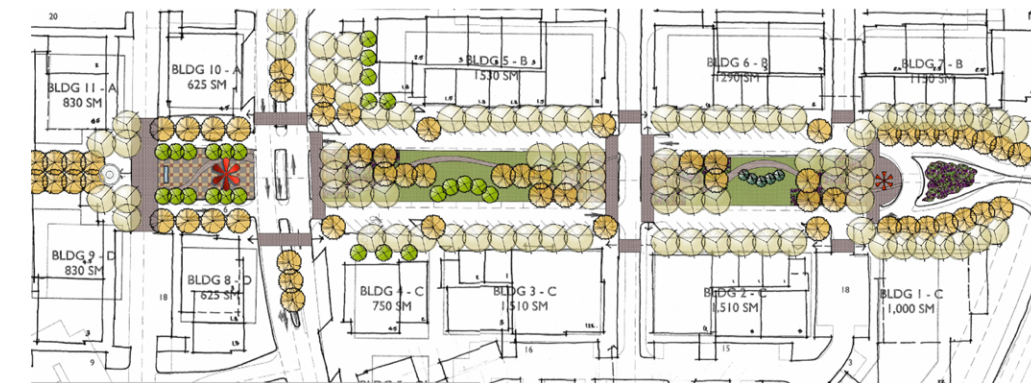 20
BLDG 10 - A
625 SM
BLDG 11 - A
830 SM
BLDG 5 - B
1530 SM
BLDG 6 - B
1290 SM
BLDG 7 - B
1150 SM
BLDG 9 - D
830 SM
BLDG 8 - D
625 SM
BLDG 4 - C
750 SM
BLDG 3 - C
1,510 SM
BLDG 2 - C
1,510 SM
BLDG 1 - C
1,000 SM
18
18
9
16
15
3